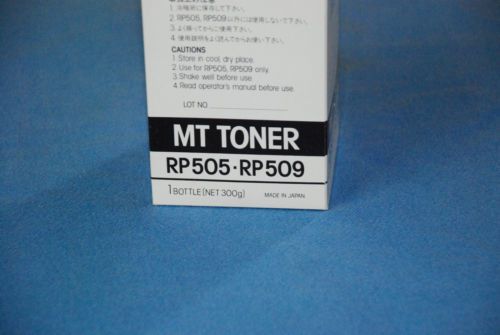 1. 冷暗所に保存して下さい。
2. RP505, RP509以外には使用しないで下さい。
3. よく振ってからご使用下さい。
4. 使用説明をよく読んでからお使い下さい。
CAUTIONS
1. Store in cool, dry place.
2. Use for RP505, RP509 only.
3. Shake well before use.
4. Read operator's manual before use.
LOT NO
MT TONER
RP505·RP509
1 BOTTLE (NET 300g) MADE IN JAPAN